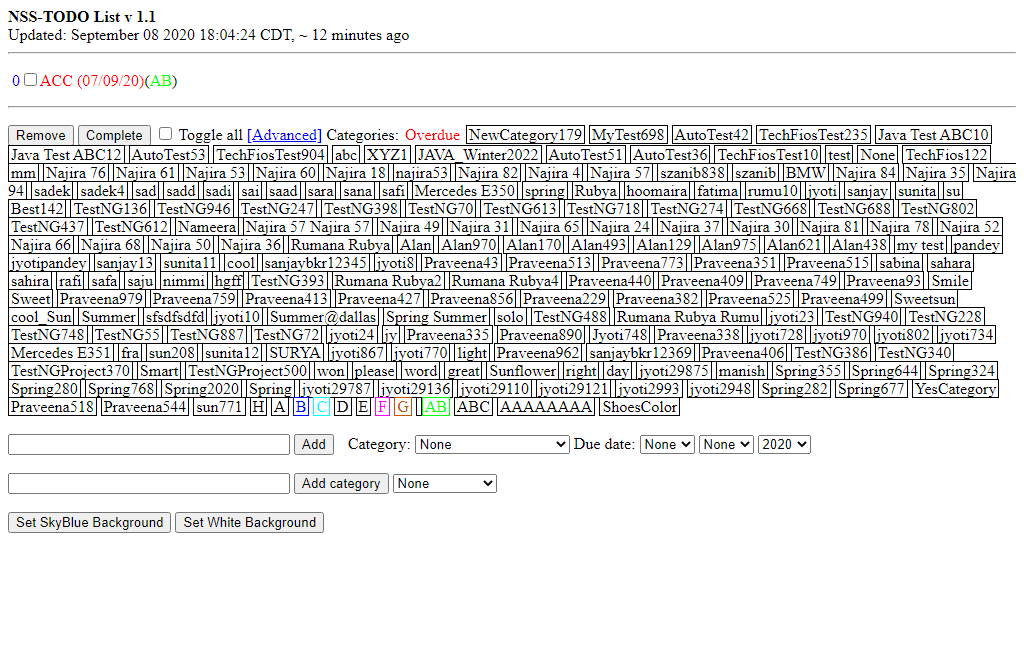 NSS-TODO List v 1.1
Updated: September 08 2020 18:04:24 CDT, ~ 12 minutes ago
0 ACC (07/09/20)(AB)
Remove Complete Toggle all [Advanced] Categories: Overdue NewCategory179 MyTest698 AutoTest42 TechFiosTest235 Java Test ABC10
Java Test ABC12 AutoTest53 TechFiosTest904 abc XYZ1 JAVA_Winter2022 AutoTest51 AutoTest36 TechFiosTest10 test None TechFios122
mm Najira 76 Najira 61 Najira 53 Najira 60 Najira 18 najira53 Najira 82 Najira 4 Najira 57 szanib838 szanib BMW Najira 84 Najira 35 Najira
94 sadek sadek4 sad sadd sadi sai saad sara sana safi Mercedes E350 spring Rubya hoomaira fatima rumu10 jyoti sanjay sunita su
Best142 TestNG136 TestNG946 TestNG247 TestNG398 TestNG70 TestNG613 TestNG718 TestNG274 TestNG668 TestNG688 TestNG802
TestNG437 TestNG612 Nameera Najira 57 Najira 57 Najira 49 Najira 31 Najira 65 Najira 24 Najira 37 Najira 30 Najira 81 Najira 78 Najira 52
Najira 66 Najira 68 Najira 50 Najira 36 Rumana Rubya Alan Alan970 Alan170 Alan493 Alan129 Alan975 Alan621 Alan438 my test pandey
jyotipandey sanjay13 sunita11 cool sanjaybkr12345 jyoti8 Praveena43 Praveena513 Praveena773 Praveena351 Praveena515 sabina sahara
sahira rafi safa saju nimmi hgff TestNG393 Rumana Rubya2 Rumana Rubya4 Praveena440 Praveena409 Praveena749 Praveena93 Smile
Sweet Praveena979 Praveena759 Praveena413 Praveena427 Praveena856 Praveena229 Praveena382 Praveena525 Praveena499 Sweetsun
cool_Sun Summer sfsdfsdfd jyoti10 Summer@dallas Spring Summer solo TestNG488 Rumana Rubya Rumu jyoti23 TestNG940 TestNG228
TestNG748 TestNG55 TestNG887 TestNG72 jyoti24 jy Praveena335 Praveena890 Jyoti748 Praveena338 jyoti728 jyoti970 jyoti802 jyoti734
Mercedes E351 fra sun208 sunita12 SURYA jyoti867 jyoti770 light Praveena962 sanjaybkr12369 Praveena406 TestNG386 TestNG340
TestNGProject370 Smart TestNGProject500 won please word great Sunflower right day jyoti29875 manish Spring355 Spring644 Spring324
Spring280 Spring768 Spring2020 Spring jyoti29787 jyoti29136 jyoti29110 jyoti29121 jyoti2993 jyoti2948 Spring282 Spring677 YesCategory
Praveena518 Praveena544 sun771 H A B C D E F G AB ABC AAAAAAAA ShoesColor
Add Category: None Due date: None None 2020
Add category None
Set SkyBlue Background Set White Background